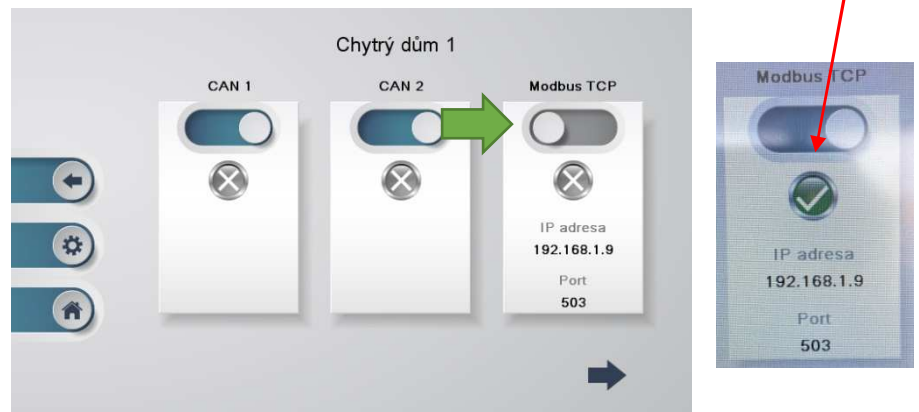 Chytrý dům 1
CAN 1
CAN 2
Modbus TCP
IP adresa
192.168.1.9
Port
503
Modbus TCP
IP adresa
192.168.1.9
Port
503